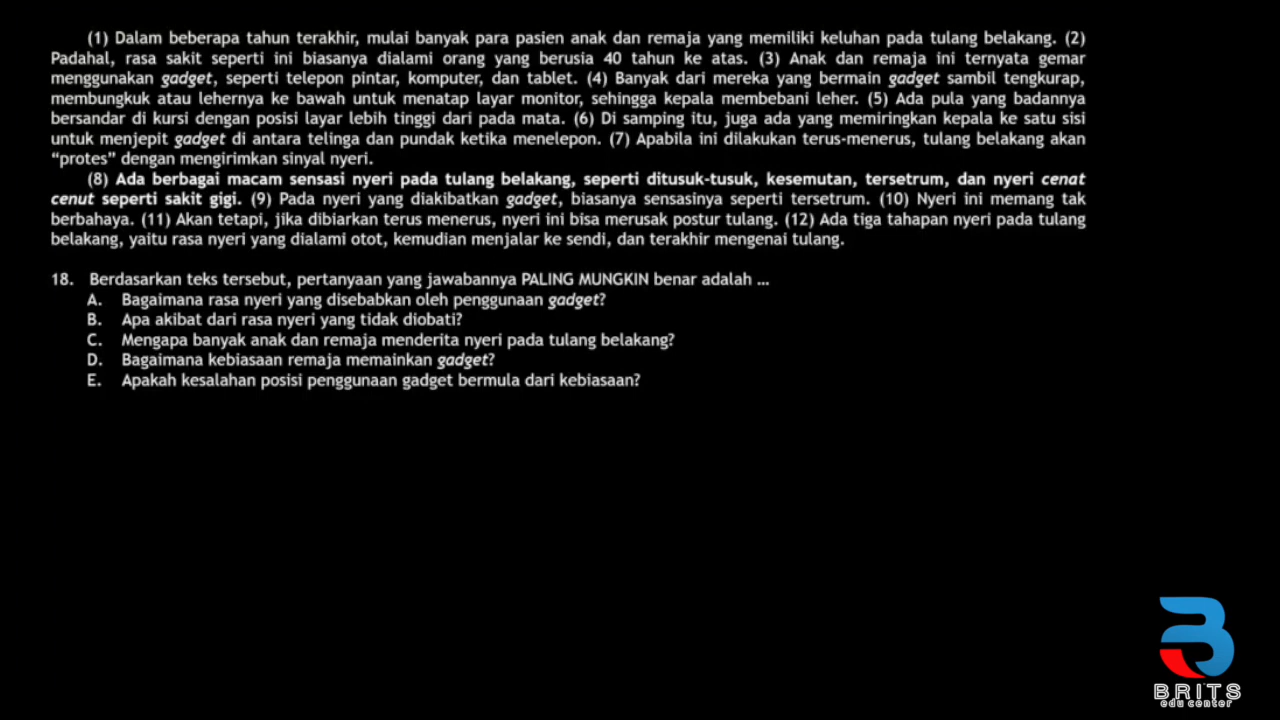 (1) Dalam beberapa tahun terakhir, mulai banyak para pasien anak dan remaja yang memiliki keluhan pada tulang belakang. (2)
Padahal, rasa sakit seperti ini biasanya dialami orang yang berusia 40 tahun ke atas. (3) Anak dan remaja ini ternyata gemar
menggunakan gadget, seperti telepon pintar, komputer, dan tablet. (4) Banyak dari mereka yang bermain gadget sambil tengkurap,
membungkuk atau lehernya ke bawah untuk menatap layar monitor, sehingga kepala membebani leher. (5) Ada pula yang badannya
bersandar di kursi dengan posisi layar lebih tinggi dari pada mata. (6) Di samping itu, juga ada yang memiringkan kepala ke satu sisi
untuk menjepit gadget di antara telinga dan pundak ketika menelepon. (7) Apabila ini dilakukan terus-menerus, tulang belakang akan
“protes” dengan mengirimkan sinyal nyeri.
(8) Ada berbagai macam sensasi nyeri pada tulang belakang, seperti ditusuk-tusuk, kesemutan, tersetrum, dan nyeri cenat
cenut seperti sakit gigi. (9) Pada nyeri yang diakibatkan gadget, biasanya sensasinya seperti tersetrum. (10) Nyeri ini memang tak
berbahaya. (11) Akan tetapi, jika dibiarkan terus menerus, nyeri ini bisa merusak postur tulang. (12) Ada tiga tahapan nyeri pada tulang
belakang, yaitu rasa nyeri yang dialami otot, kemudian menjalar ke sendi, dan terakhir mengenai tulang.
18. Berdasarkan teks tersebut, pertanyaan yang jawabannya PALING MUNGKIN benar adalah ...
A. Bagaimana rasa nyeri yang disebabkan oleh penggunaan gadget?
B. Apa akibat dari rasa nyeri yang tidak diobati?
C. Mengapa banyak anak dan remaja menderita nyeri pada tulang belakang?
D. Bagaimana kebiasaan remaja memainkan gadget?
E. Apakah kesalahan posisi penggunaan gadget bermula dari kebiasaan?
BRITS
edu center